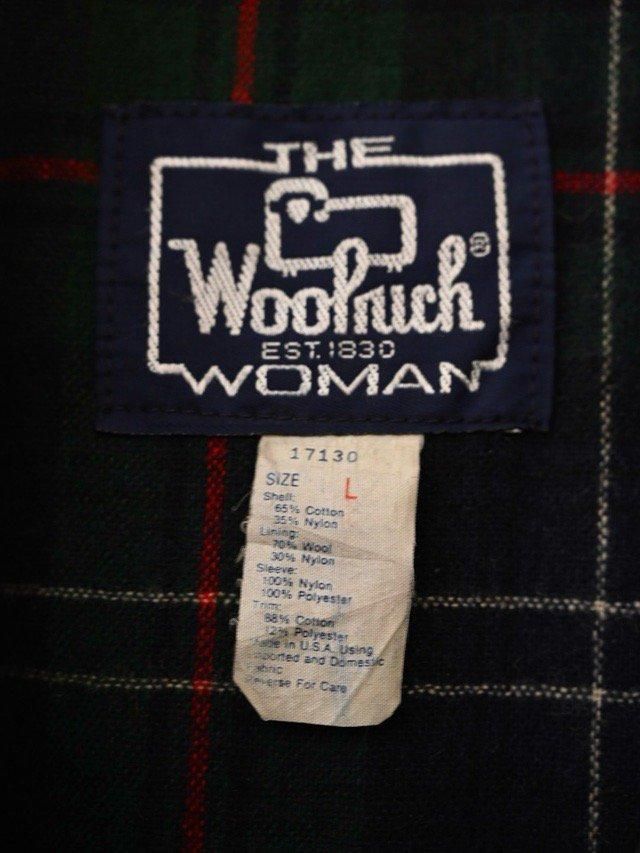 THE
Woolrich®
EST. 1830
WOMAN
17130
SIZE L
Shell:
65% Cotton
35% Nylon
Lining:
70% Wool
30% Nylon
Sleeve:
100% Nylon
100% Polyester
Trim:
88% Cotton
12% Polyester
Made in U.S.A. Using
Imported and Domestic
Fabric
Reverse For Care